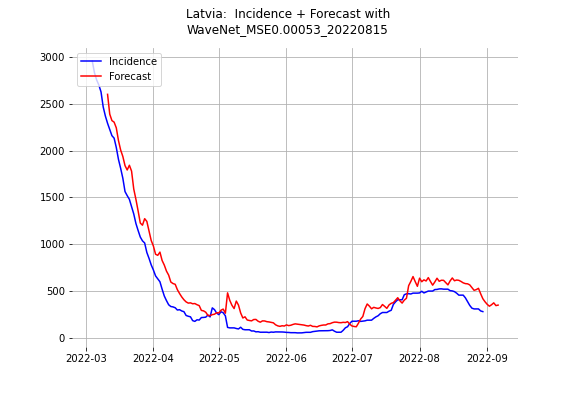 Latvia:  Incidence + Forecast with
WaveNet_MSE0.00053_20220815
Incidence
Forecast
3000
2500
2000
1500
1000
500
0
2022-03 2022-04 2022-05 2022-06 2022-07 2022-08 2022-09